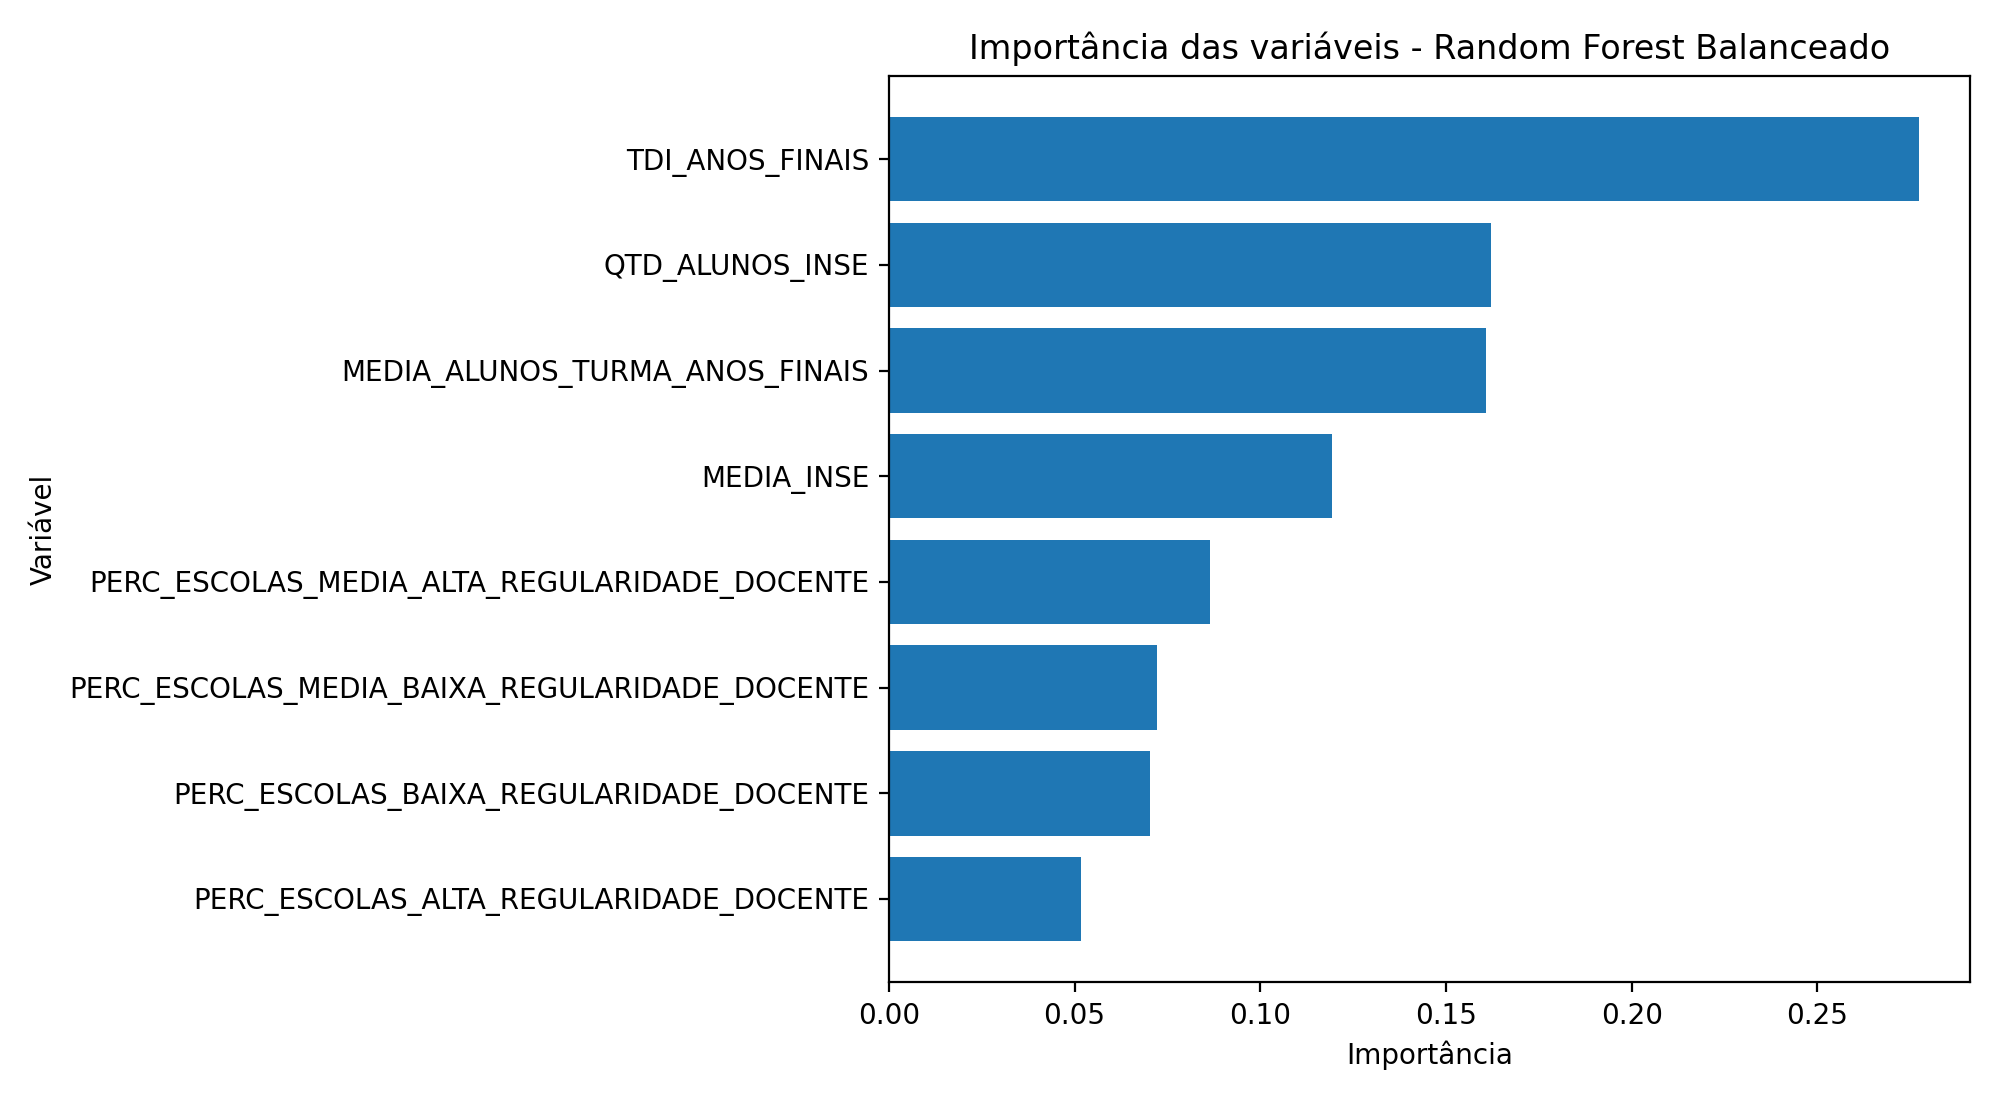 Importância das variáveis - Random Forest Balanceado
Variável
TDI_ANOS_FINAIS
QTD_ALUNOS_INSE
MEDIA_ALUNOS_TURMA_ANOS_FINAIS
MEDIA_INSE
PERC_ESCOLAS_MEDIA_ALTA_REGULARIDADE_DOCENTE
PERC_ESCOLAS_MEDIA_BAIXA_REGULARIDADE_DOCENTE
PERC_ESCOLAS_BAIXA_REGULARIDADE_DOCENTE
PERC_ESCOLAS_ALTA_REGULARIDADE_DOCENTE
0.00 0.05 0.10 0.15 0.20 0.25
Importância